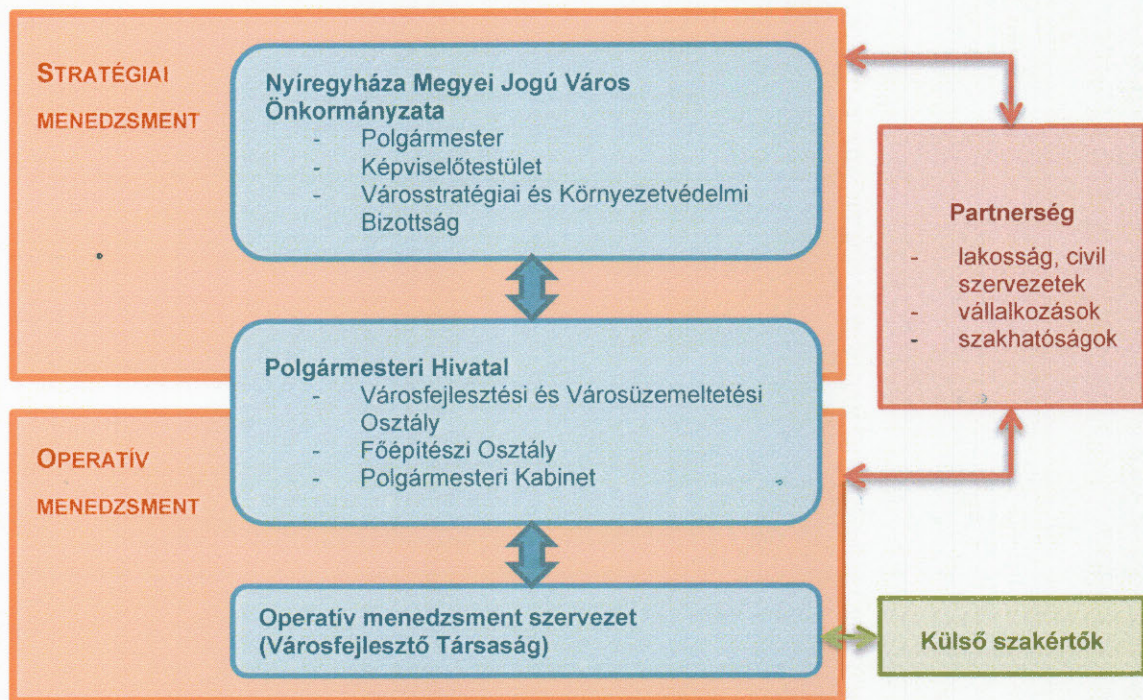 STRATÉGIAI
MENEDZSMENT
Nyíregyháza Megyei Jogú Város
Önkormányzata
- Polgármester
- Képviselőtestület
- Városstratégiai és Környezetvédelmi
Bizottság
Partnerség
- lakosság, civil
szervezetek
- vállalkozások
- szakhatóságok
Polgármesteri Hivatal
- Városfejlesztési és Városüzemeltetési
Osztály
- Főépítészi Osztály
- Polgármesteri Kabinet
OPERATÍV
MENEDZSMENT
Operatív menedzsment szervezet
(Városfejlesztő Társaság)
Külső szakértők